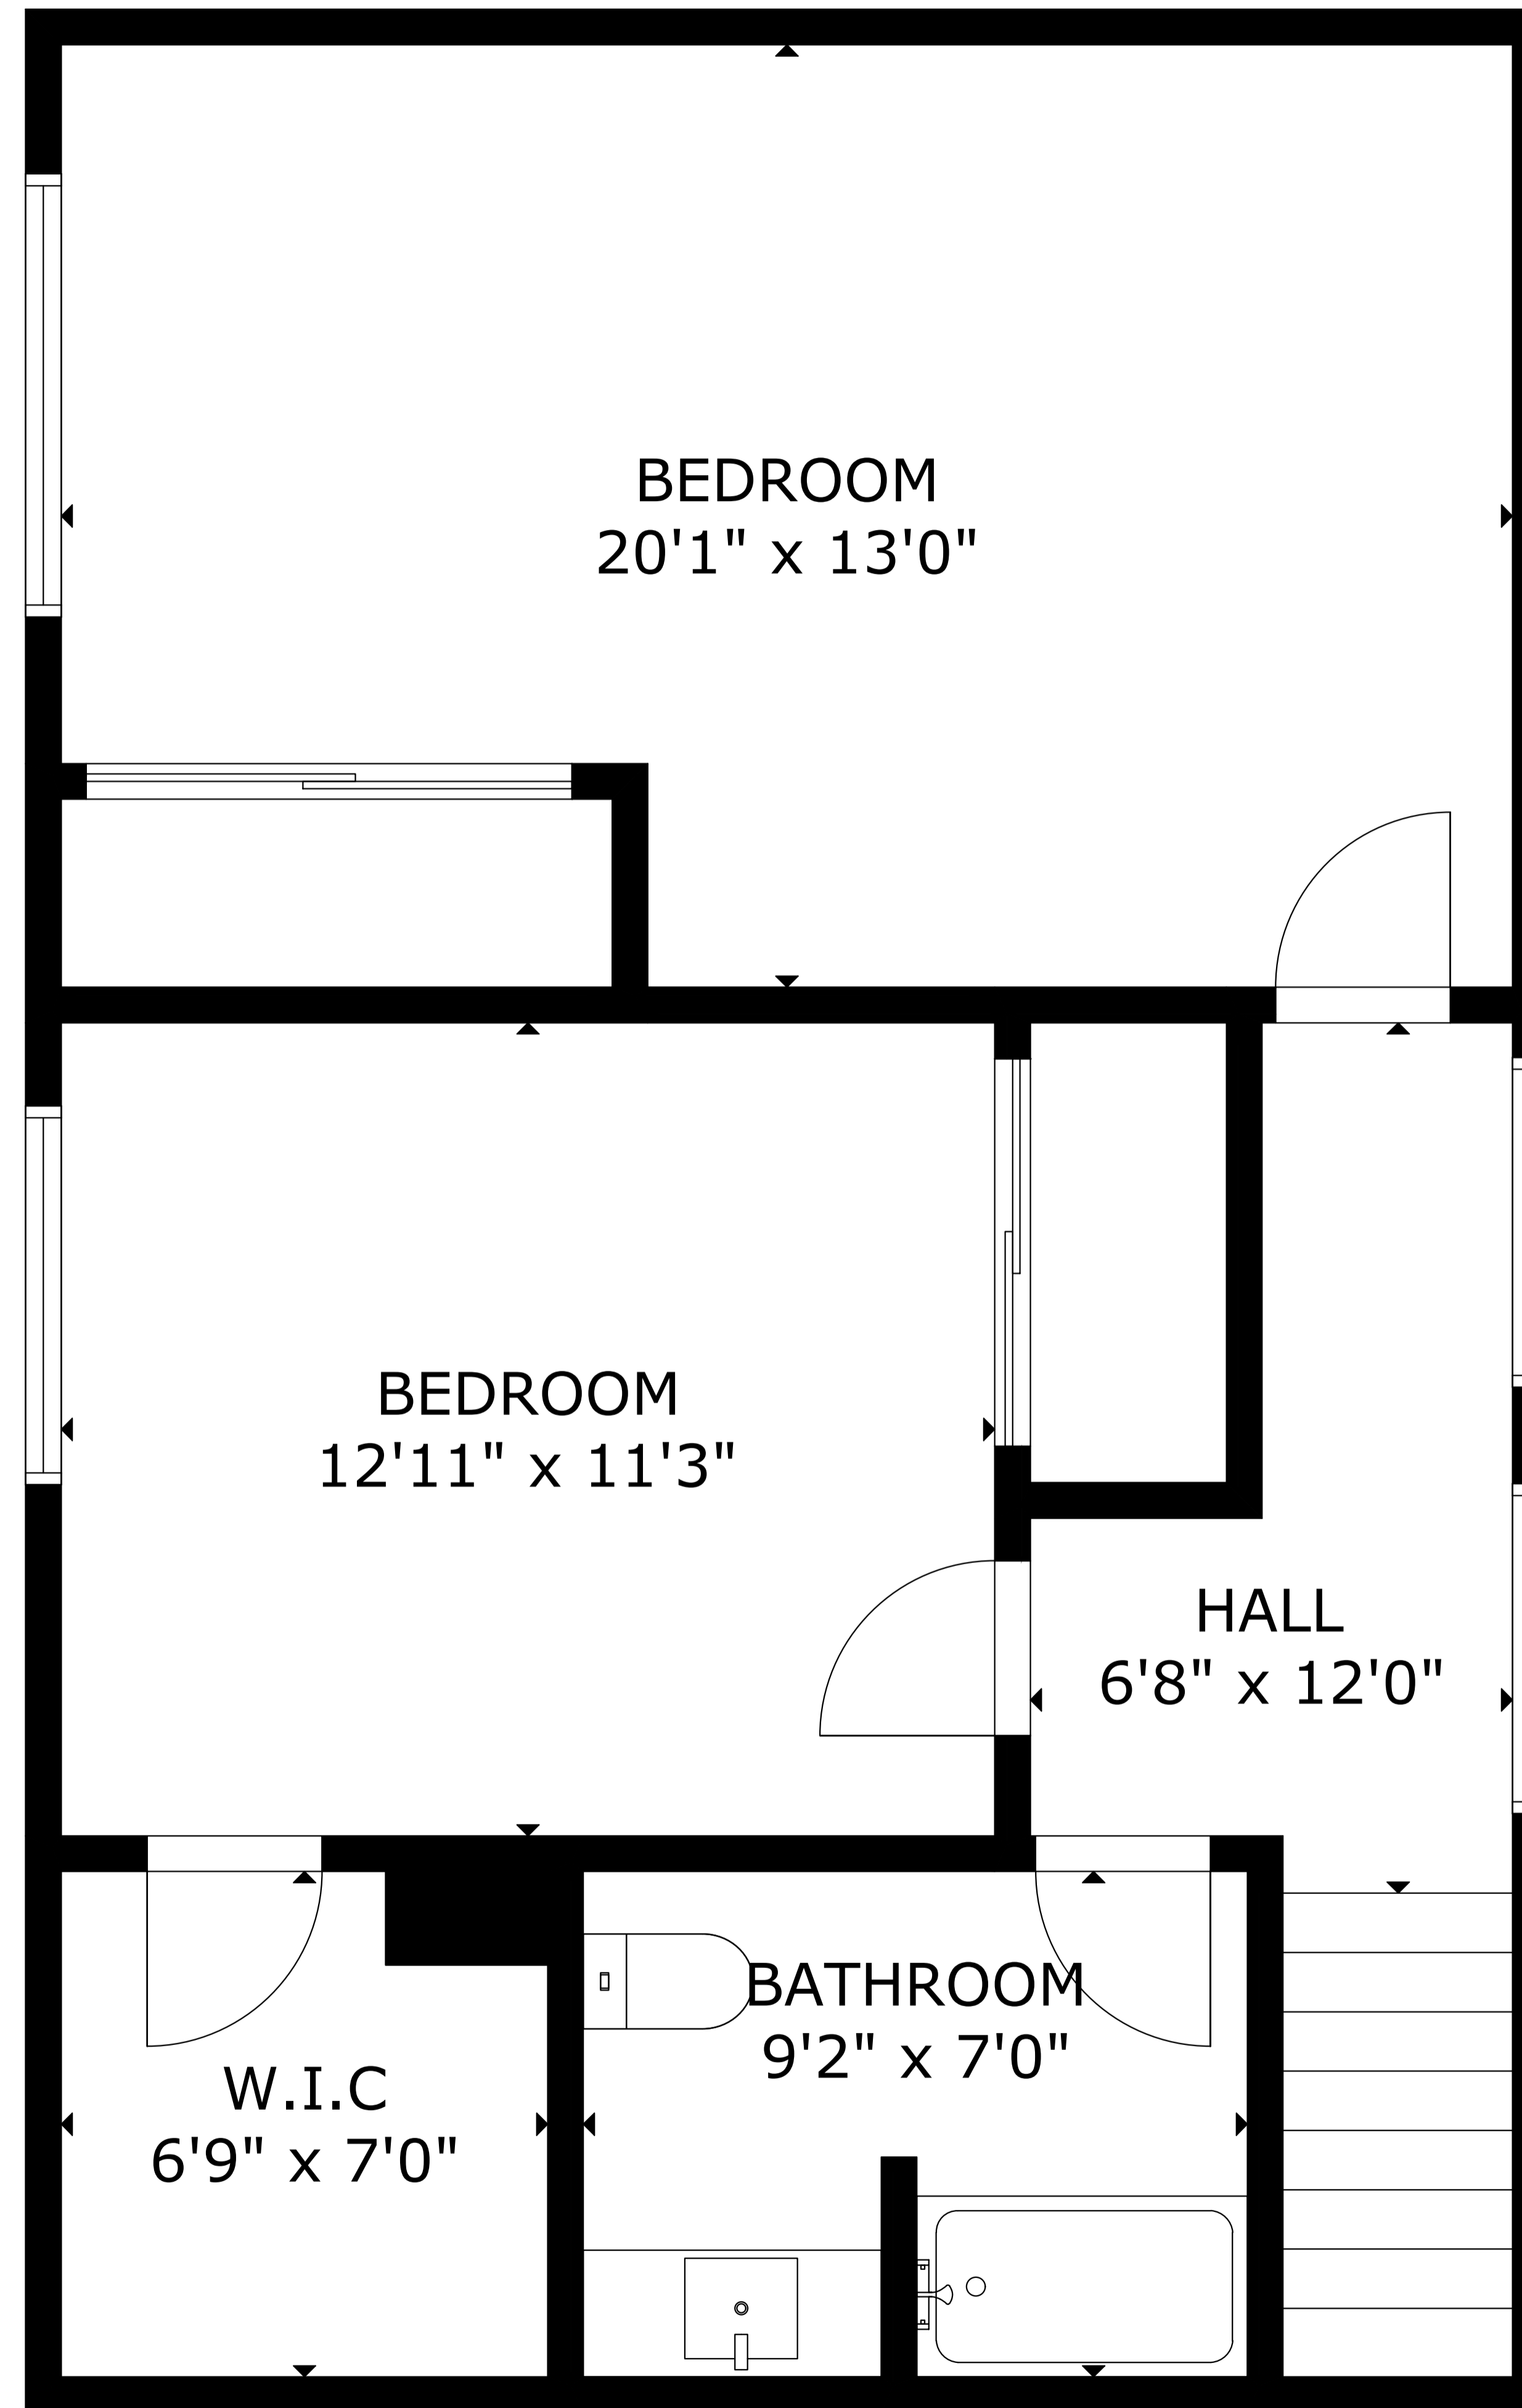 BEDROOM
20'1" x 13'0"
BEDROOM
12'11" x 11'3"
HALL
6'8" x 12'0"
BATHROOM
9'2" x 7'0"
W.I.C
6'9" x 7'0"